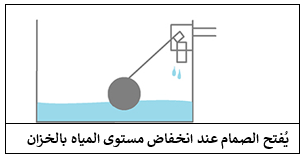 يُفتح الصمام عند انخفاض مستوى المياه بالخزان